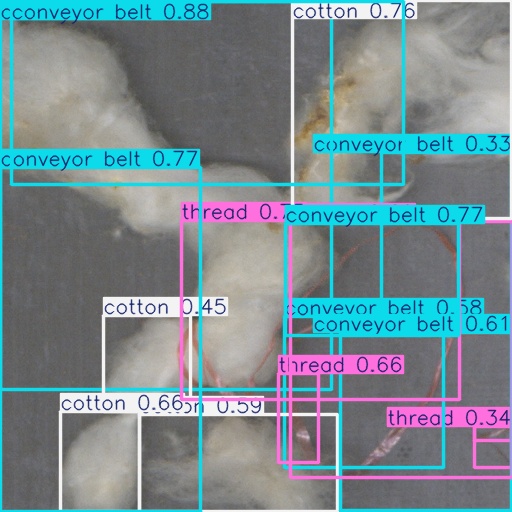 conveyor belt 0.88
cotton 0.76
conveyor belt 0.33
conveyor belt 0.77
thread 0.7
conveyor belt 0.77
cotton 0.45
conveyor belt 0.58
conveyor belt 0.61
thread 0.66
cotton 0.66
0.59
thread 0.34